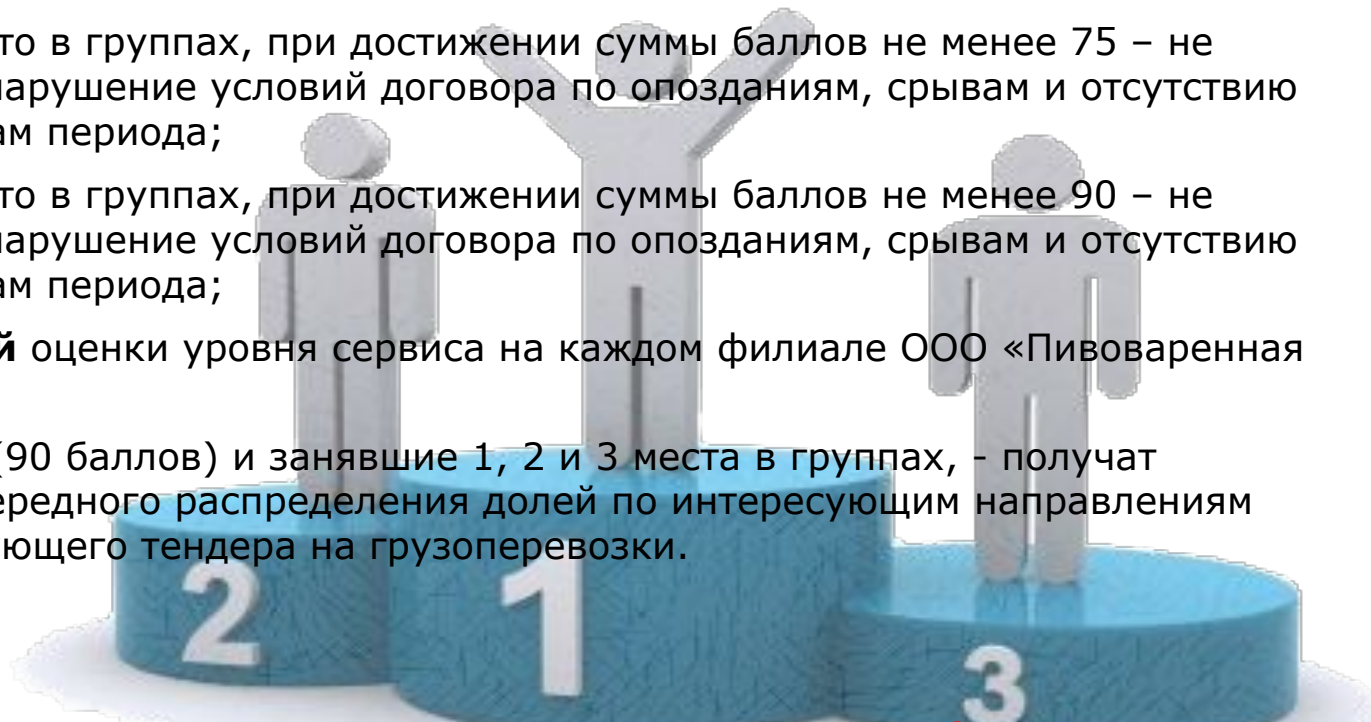 то в группах, при достижении суммы баллов не менее 75 – не
нарушение условий договора по опозданиям, срывам и отсутствию
ам периода;
то в группах, при достижении суммы баллов не менее 90 – не
нарушение условий договора по опозданиям, срывам и отсутствию
ам периода;
й оценки уровня сервиса на каждом филиале ООО «Пивоваренная
(90 баллов) и занявшие 1, 2 и 3 места в группах, - получат
ередного распределения долей по интересующим направлениям
ющего тендера на грузоперевозки.
2 1 3